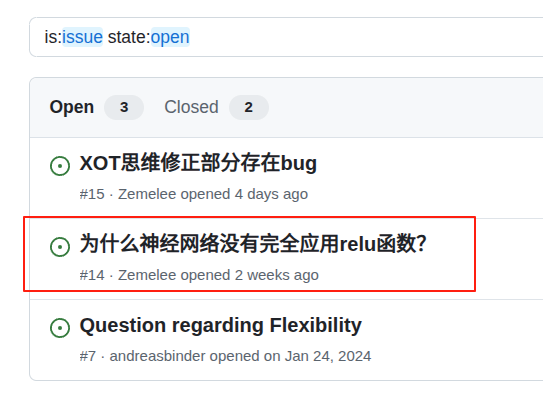 is:issue state:open
Open 3 Closed 2
XOT思维修正部分存在bug
#15 · Zemelee opened 4 days ago
为什么神经网络没有完全应用relu函数？
#14 · Zemelee opened 2 weeks ago
Question regarding Flexibility
#7 · andreasbinder opened on Jan 24, 2024